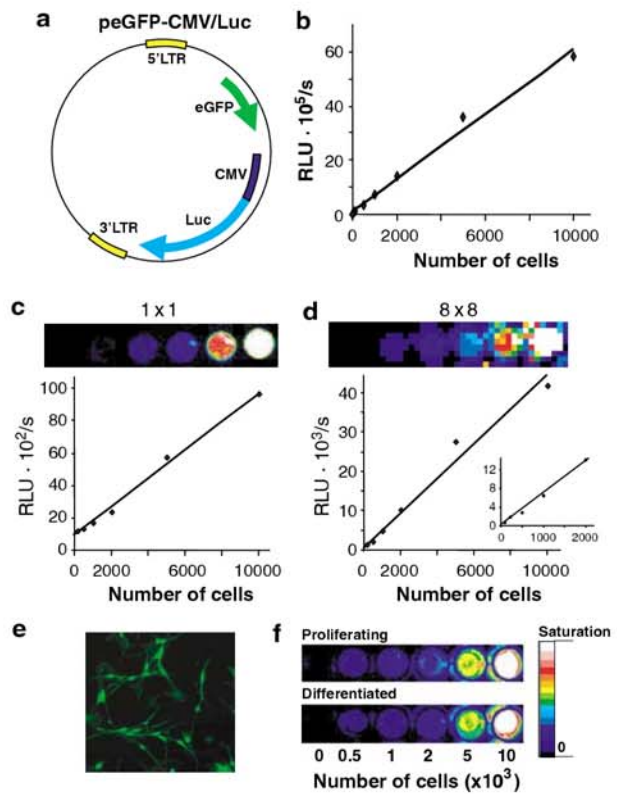 a
peGFP-CMV/Luc
5'LTR
eGFP
CMV
Luc
3'LTR
b
RLU · 10⁵/s
60
40
20
0
0 2000 6000 10000
Number of cells
c
1 x 1
RLU · 10²/s
100
80
60
40
20
0
0 2000 6000 10000
Number of cells
d
8 x 8
RLU · 10³/s
40
30
20
10
0
0 2000 6000 10000
Number of cells
12
8
4
0
0 1000 2000
e
f
Proliferating
Differentiated
0 0.5 1 2 5 10
Number of cells (x10³)
Saturation
0